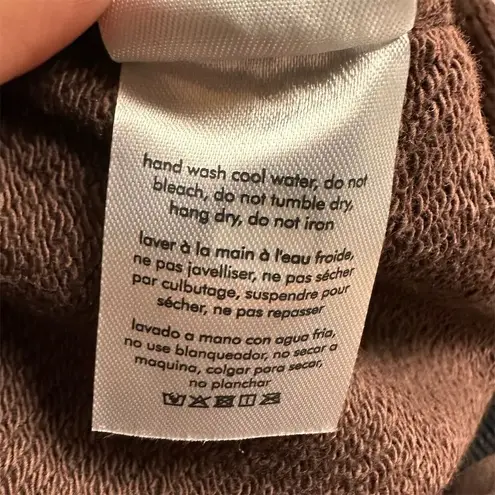 hand wash cool water, do not
bleach, do not tumble dry,
hang dry, do not iron
laver à la main à l'eau froide,
ne pas javelliser, ne pas sécher
par culbutage, suspendre pour
sécher, ne pas repasser
lavado a mano con agua fria,
no use blanqueador, no secar a
maquina, colgar para secar,
no planchar